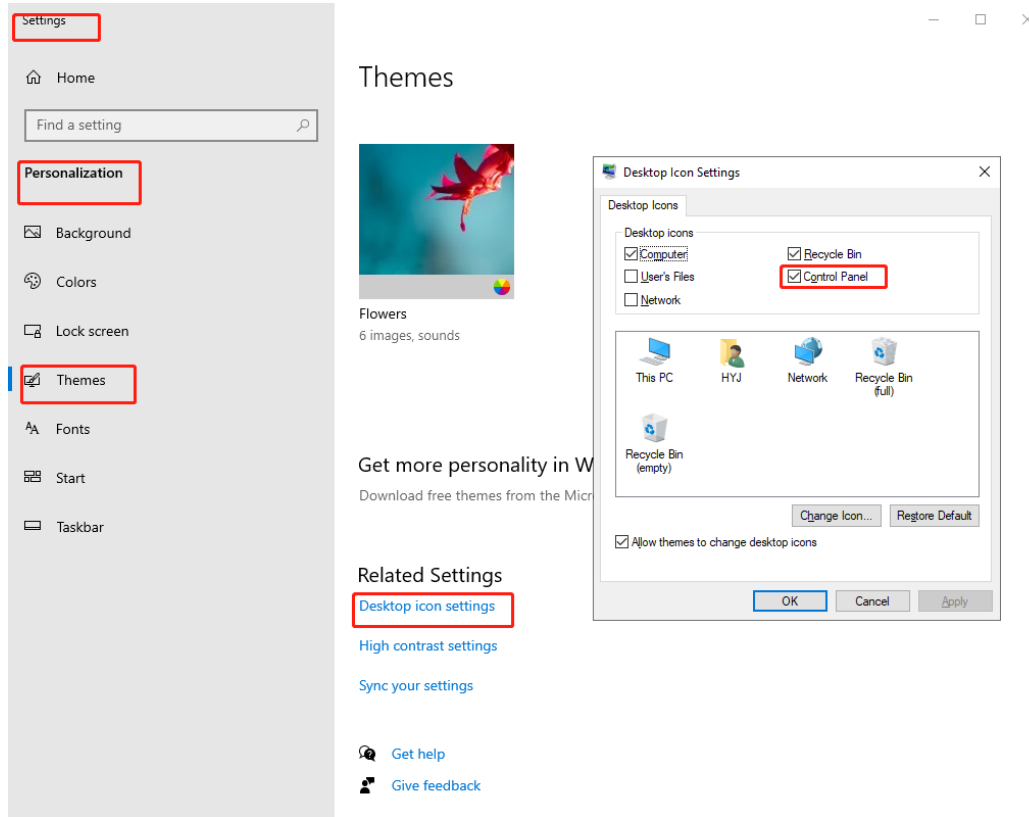 Settings
Home
Find a setting
Personalization
Background
Colors
Lock screen
Themes
Fonts
Start
Taskbar
Themes
Flowers
6 images, sounds
Get more personality in W
Download free themes from the Micr
Related Settings
Desktop icon settings
High contrast settings
Sync your settings
Get help
Give feedback
Desktop Icon Settings
Desktop Icons
Desktop icons
Computer
Recycle Bin
User's Files
Control Panel
Network
This PC
HYJ
Network
Recycle Bin
(full)
Recycle Bin
(empty)
Change Icon...
Restore Default
Allow themes to change desktop icons
OK
Cancel
Apply